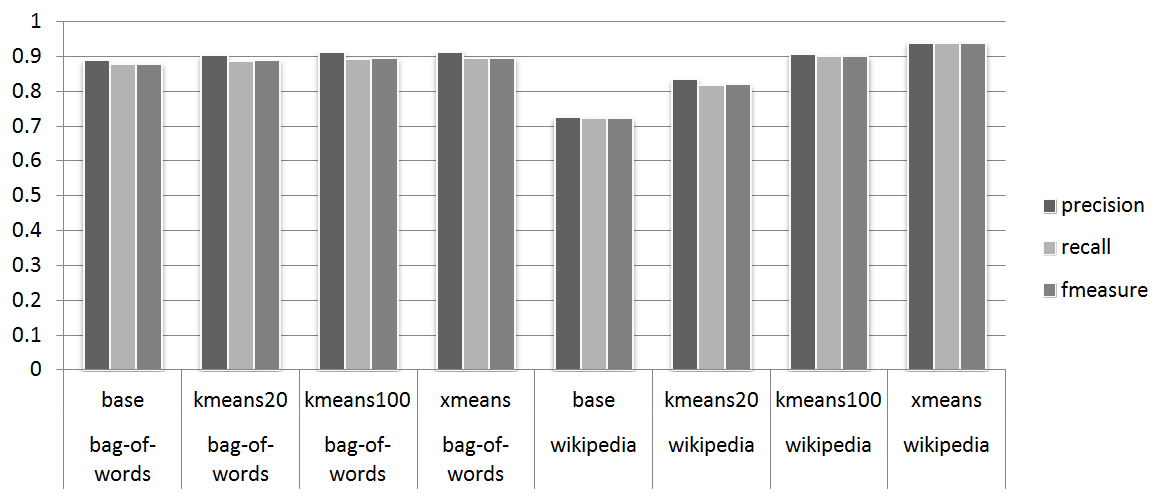 1
0.9
0.8
0.7
0.6
0.5
0.4
0.3
0.2
0.1
0
base kmeans20 kmeans100 xmeans base kmeans20 kmeans100 xmeans
bag-of- bag-of- bag-of- bag-of- wikipedia wikipedia wikipedia wikipedia
words words words words
precision
recall
fmeasure